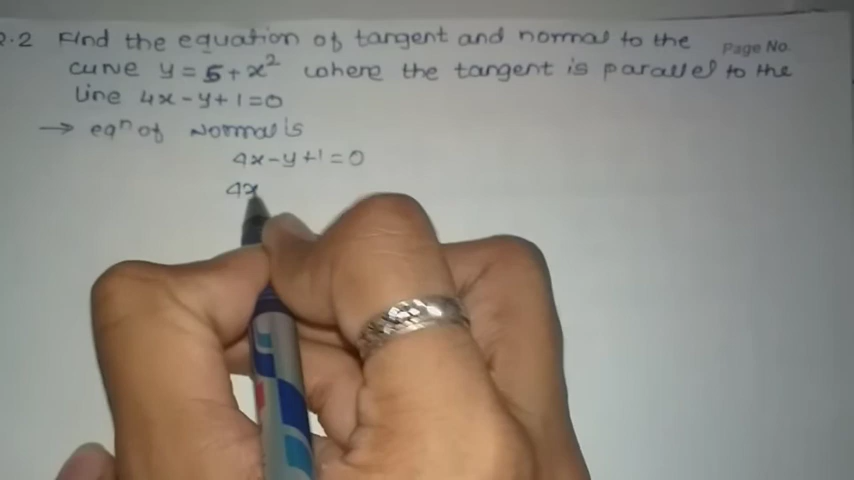 Q.2 Find the equation of tangent and normal to the Page No.
curve y = 5 + x² where the tangent is parallel to the
line 4x - y + 1 = 0
→ eqⁿ of Normal is
4x - y + 1 = 0
4x